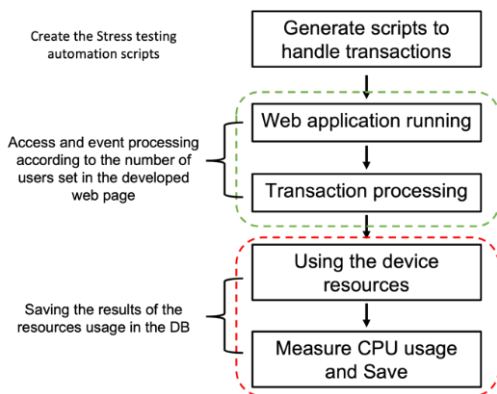 Create the Stress testing
automation scripts
Generate scripts to
handle transactions
Web application running
Access and event processing
according to the number of
users set in the developed
web page
Transaction processing
Using the device
resources
Saving the results of the
resources usage in the DB
Measure CPU usage
and Save